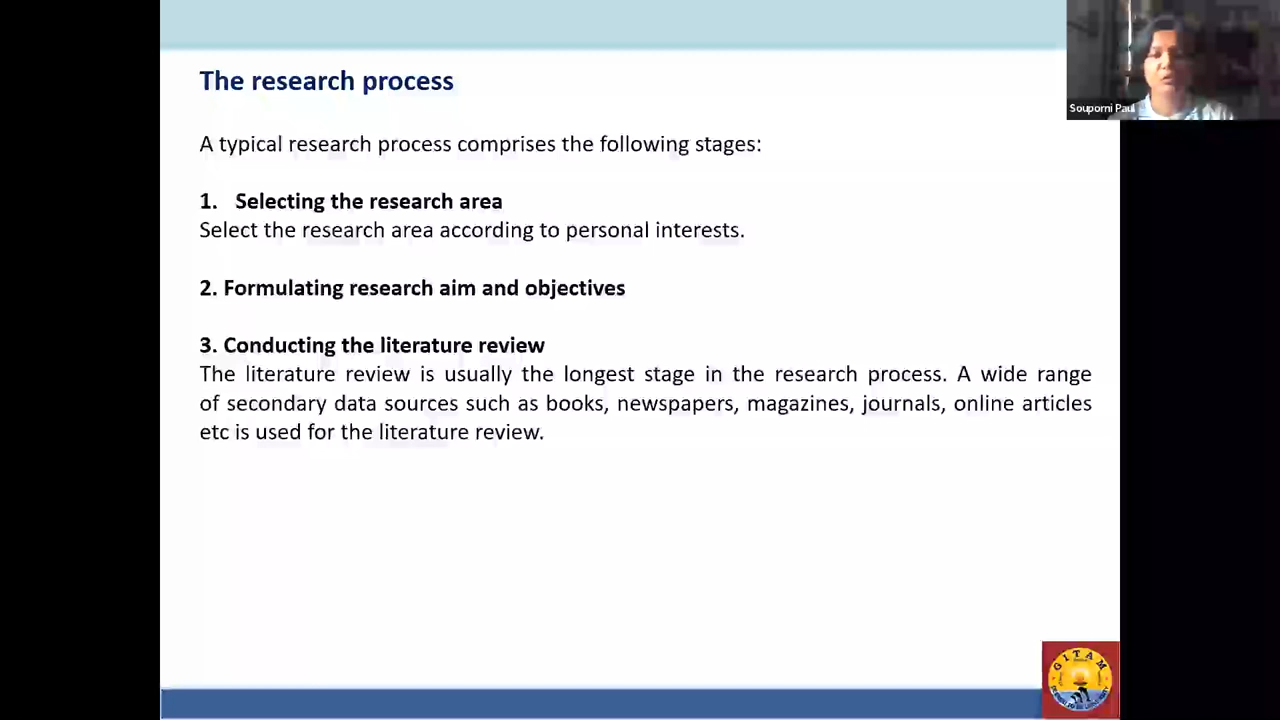 The research process
Souporni Paul
A typical research process comprises the following stages:
1. Selecting the research area
Select the research area according to personal interests.
2. Formulating research aim and objectives
3. Conducting the literature review
The literature review is usually the longest stage in the research process. A wide range
of secondary data sources such as books, newspapers, magazines, journals, online articles
etc is used for the literature review.
GITAM